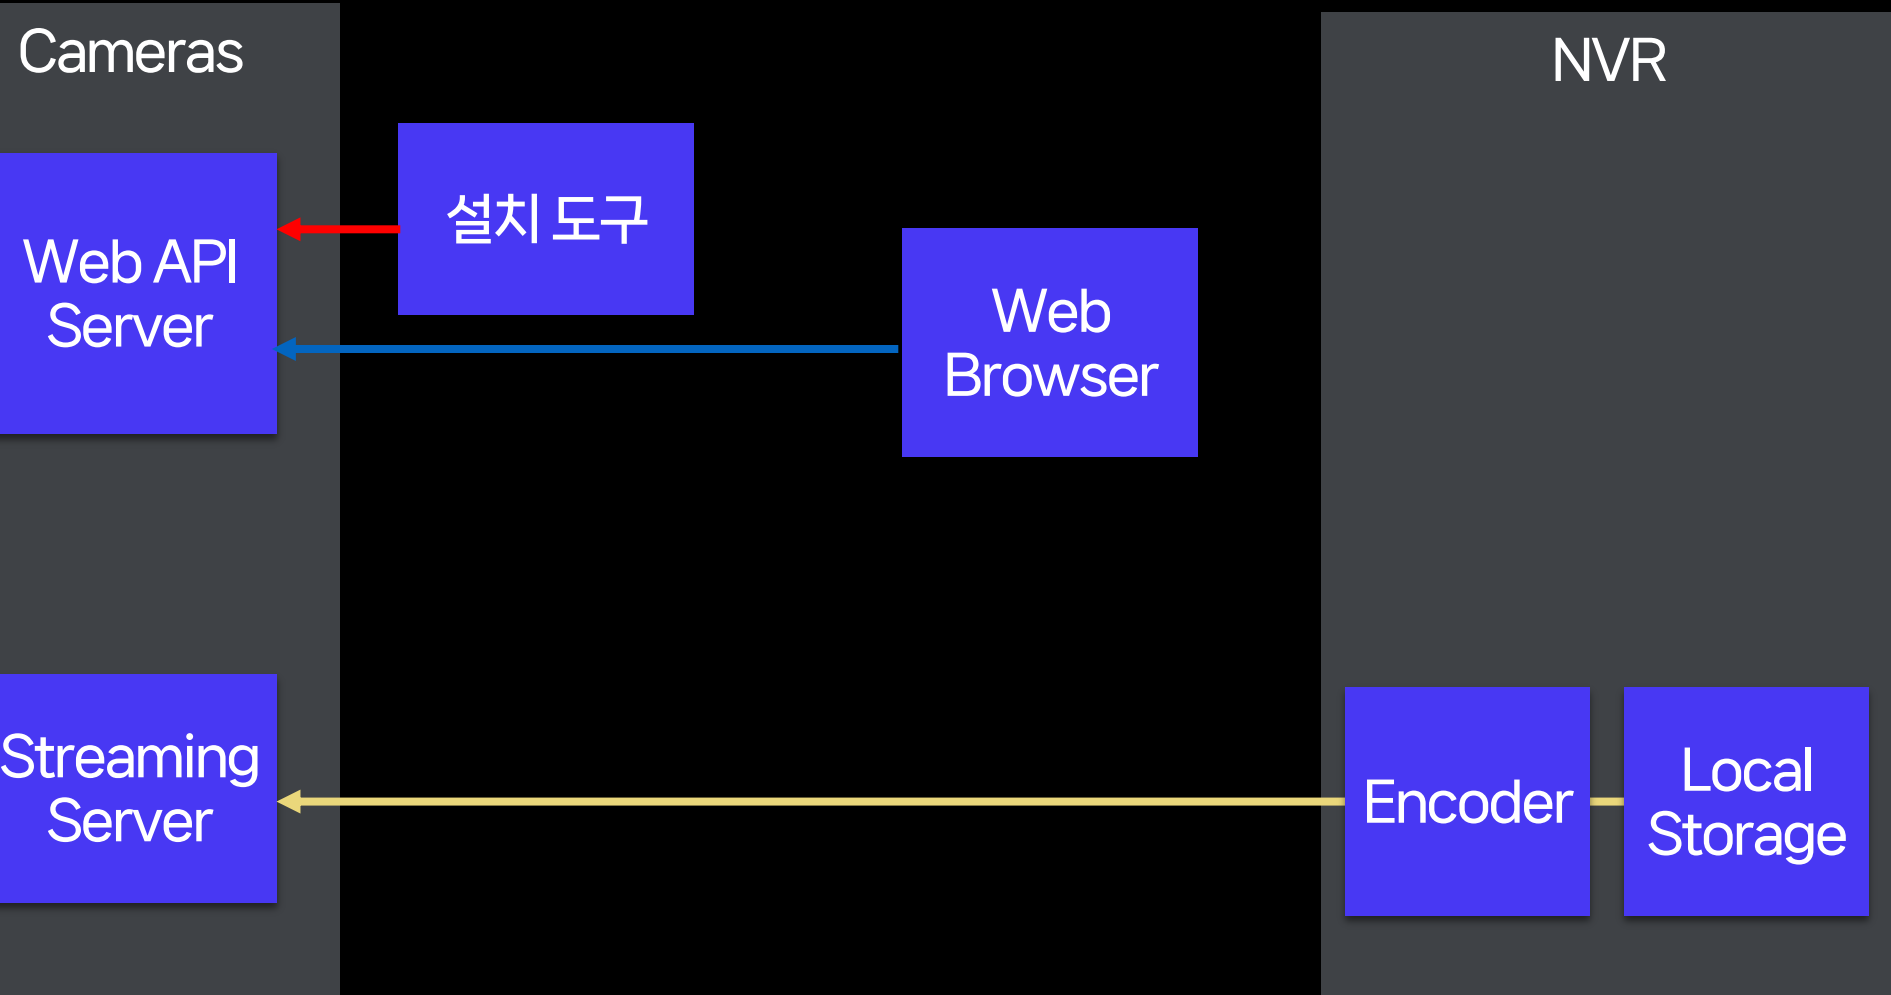 Cameras
NVR
설치 도구
Web API
Server
Web
Browser
Streaming
Server
Encoder
Local
Storage